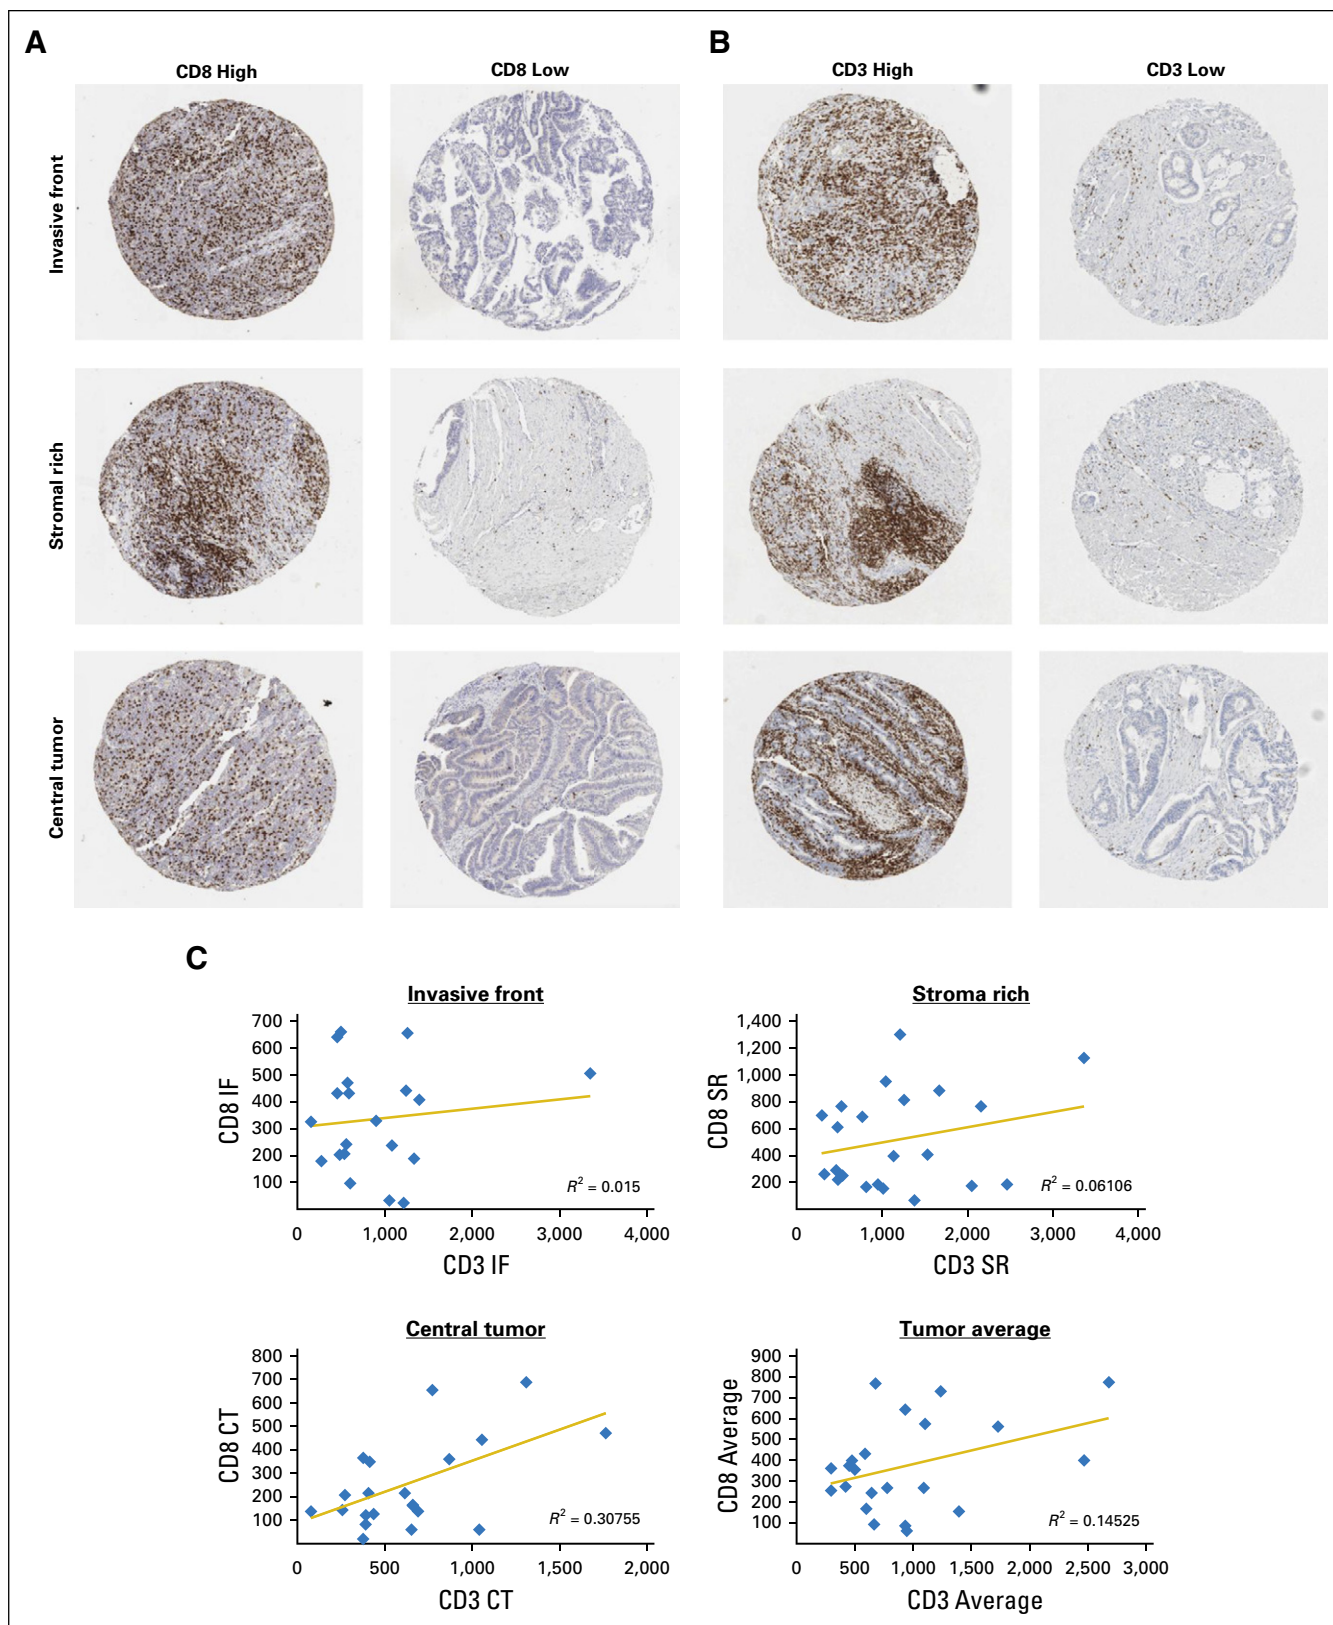 A
B
CD8 High
CD8 Low
CD3 High
CD3 Low
Invasive front
Stromal rich
Central tumor
C
Invasive front
700
600
500
400
300
200
100
0
1,000
2,000
3,000
4,000
CD8 IF
CD3 IF
R² = 0.015
Stroma rich
1,400
1,200
1,000
800
600
400
200
0
1,000
2,000
3,000
4,000
CD8 SR
CD3 SR
R² = 0.06106
Central tumor
800
700
600
500
400
300
200
100
0
500
1,000
1,500
2,000
CD8 CT
CD3 CT
R² = 0.30755
Tumor average
900
800
700
600
500
400
300
200
100
0
500
1,000
1,500
2,000
2,500
3,000
CD8 Average
CD3 Average
R² = 0.14525